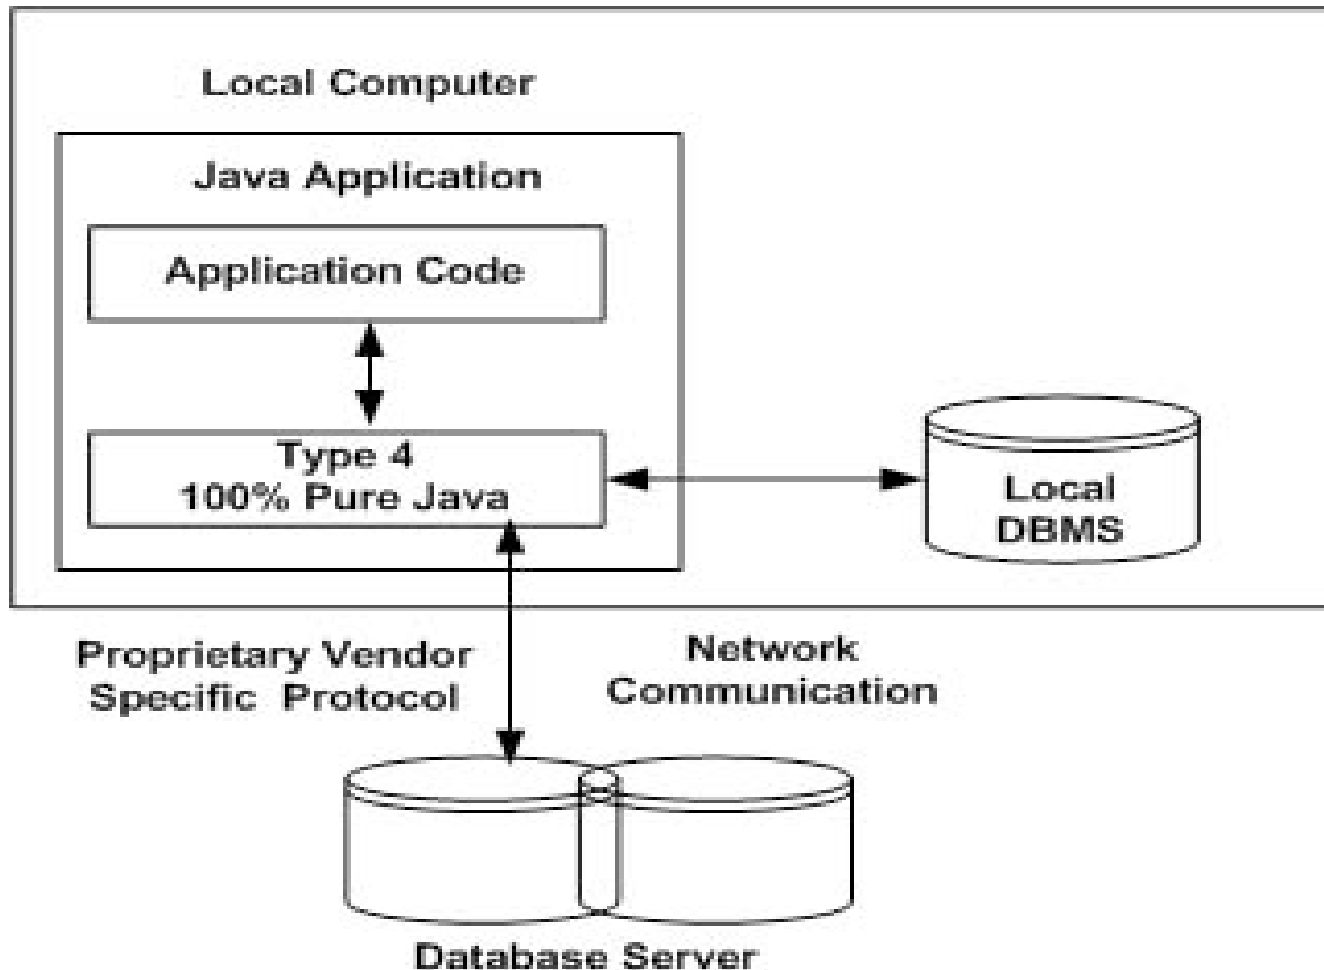 Local Computer
Java Application
Application Code
Type 4
100% Pure Java
Local
DBMS
Proprietary Vendor
Specific Protocol
Network
Communication
Database Server